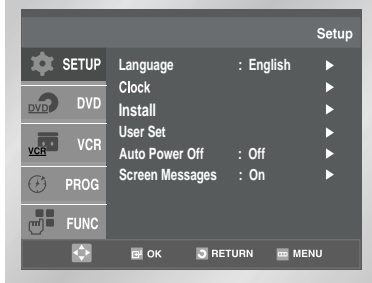 Setup
SETUP
DVD DVD
VCR VCR
PROG
FUNC
Language : English ►
Clock ►
Install ►
User Set ►
Auto Power Off : Off ►
Screen Messages : On ►
OK RETURN MENU